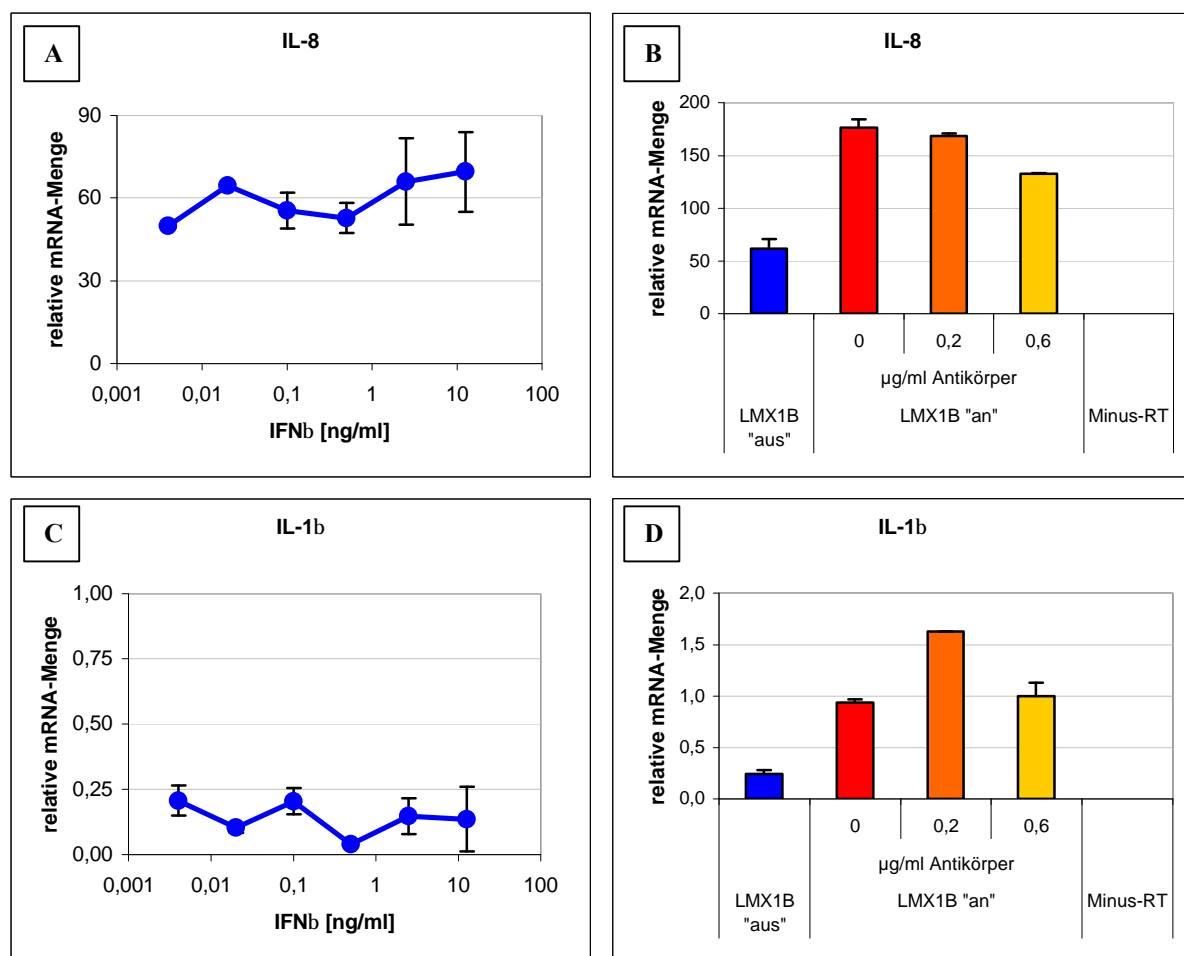 A
IL-8
relative mRNA-Menge
90
60
30
0
0,001 0,01 0,1 1 10 100
IFNb [ng/ml]
B
IL-8
relative mRNA-Menge
200
150
100
50
0
0 0,2 0,6
µg/ml Antikörper
LMX1B "aus"
LMX1B "an"
Minus-RT
C
IL-1b
relative mRNA-Menge
1,00
0,75
0,50
0,25
0,00
0,001 0,01 0,1 1 10 100
IFNb [ng/ml]
D
IL-1b
relative mRNA-Menge
2,0
1,5
1,0
0,5
0,0
0 0,2 0,6
µg/ml Antikörper
LMX1B "aus"
LMX1B "an"
Minus-RT